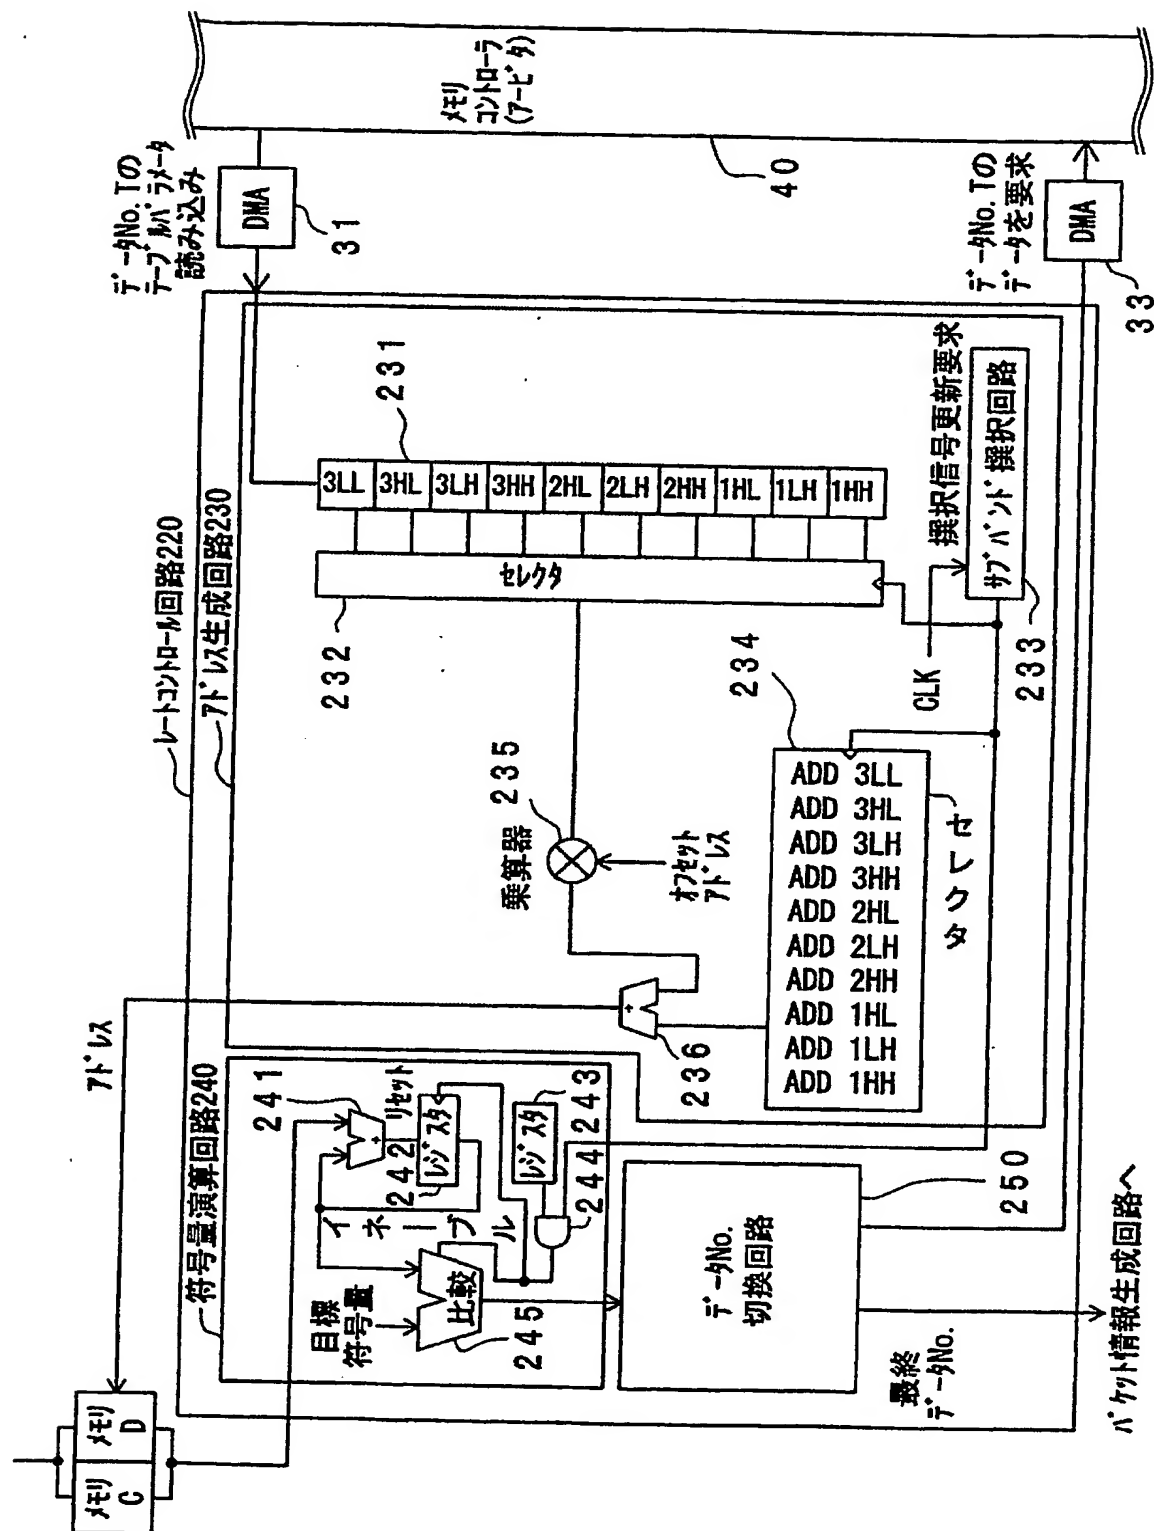 メモリ
C
メモリ
D
アドレス
レートコントロール回路220
アドレス生成回路230
符号量演算回路240
データNo.Tの
テーブルパラメータ
読み込み
DMA
31
メモリ
コントローラ
(アービタ)
40
231
3LL
3HL
3LH
3HH
2HL
2LH
2HH
1HL
1LH
1HH
セレクタ
232
乗算器
235
オフセット
アドレス
236
234
ADD 3LL
ADD 3HL
ADD 3LH
ADD 3HH
ADD 2HL
ADD 2LH
ADD 2HH
ADD 1HL
ADD 1LH
ADD 1HH
セレクタ
CLK
撰択信号更新要求
サブバンド撰択回路
233
データNo.Tの
データを要求
DMA
33
241
+
+
リセット
242
レジスタ
レジスタ
243
244
イネーブル
目標
符号量
比較
245
データNo.
切換回路
250
最終
データNo.
パケット情報生成回路へ